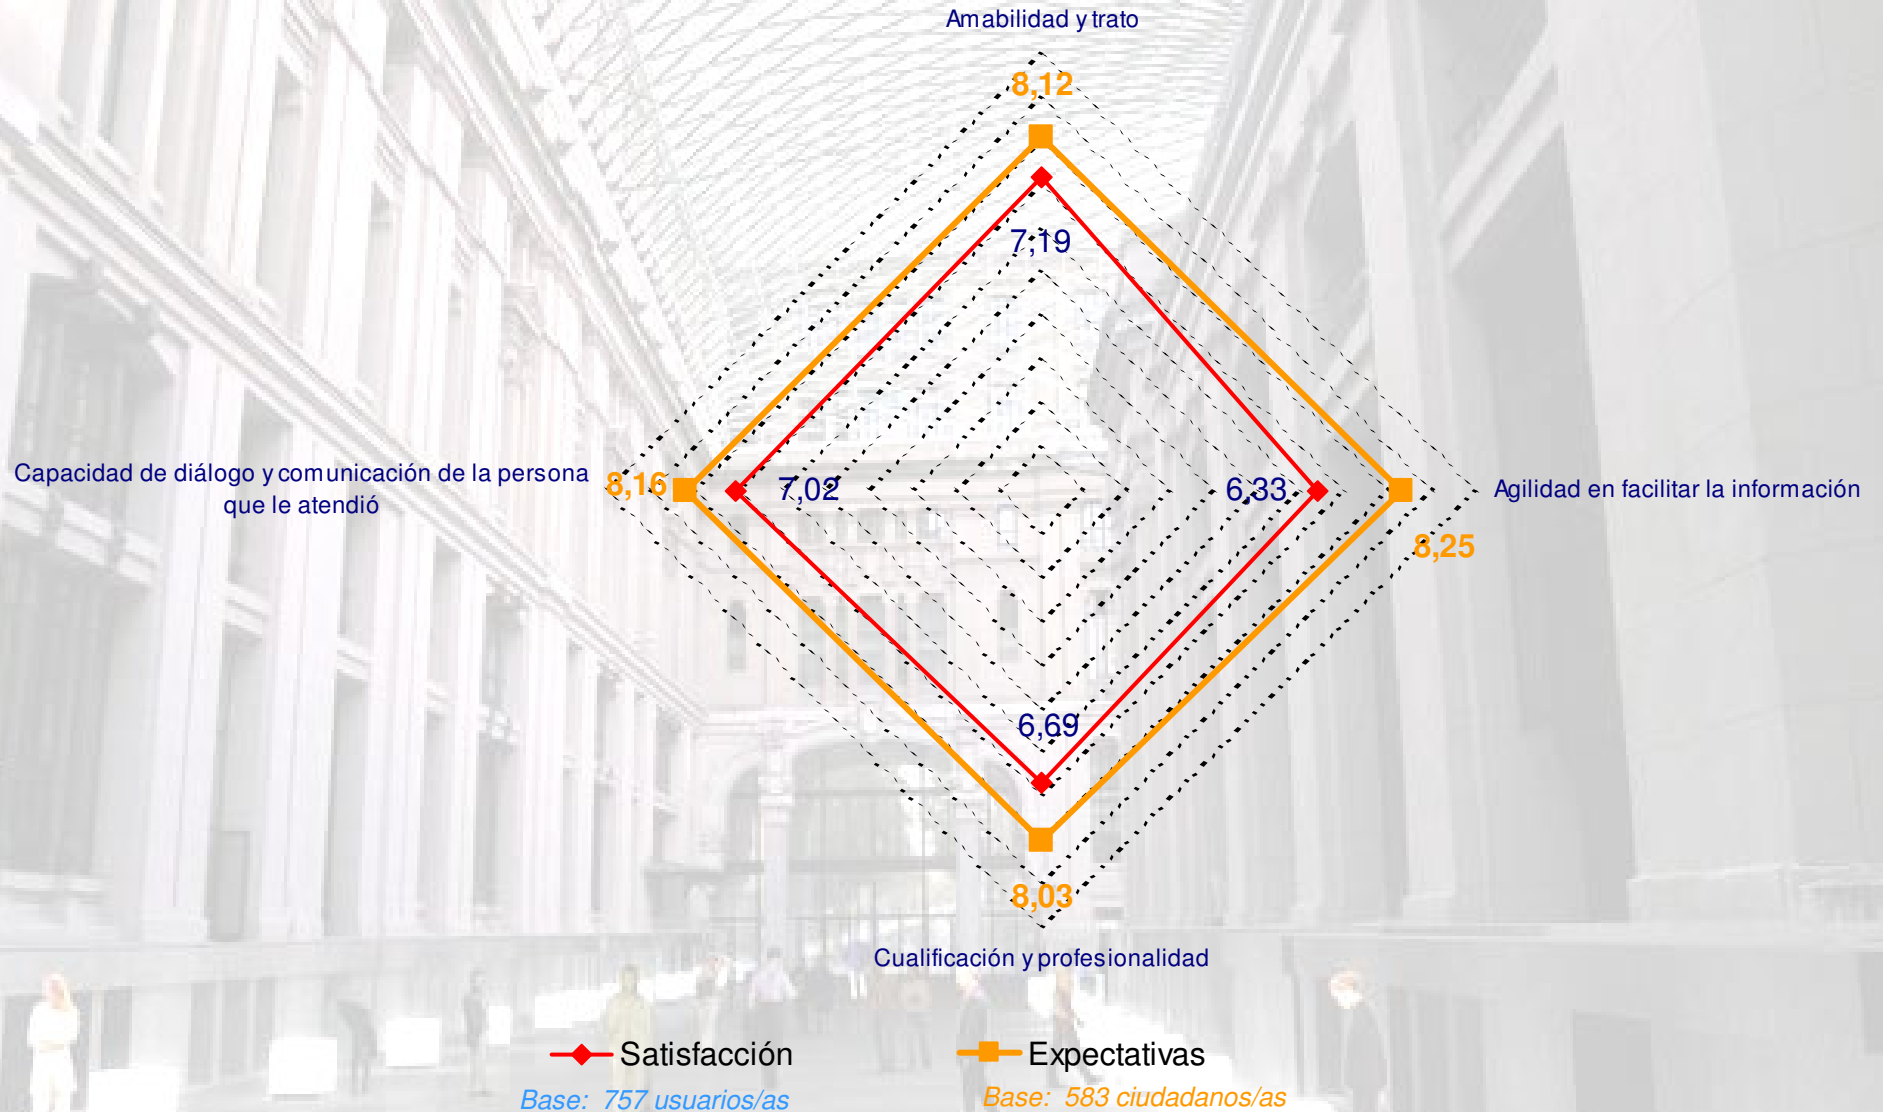 Amabilidad y trato
8,12
7,19
Capacidad de diálogo y comunicación de la persona
que le atendió
8,16
7,02
6,33
Agilidad en facilitar la información
8,25
6,69
8,03
Cualificación y profesionalidad
Satisfacción
Expectativas
Base: 757 usuarios/as
Base: 583 ciudadanos/as